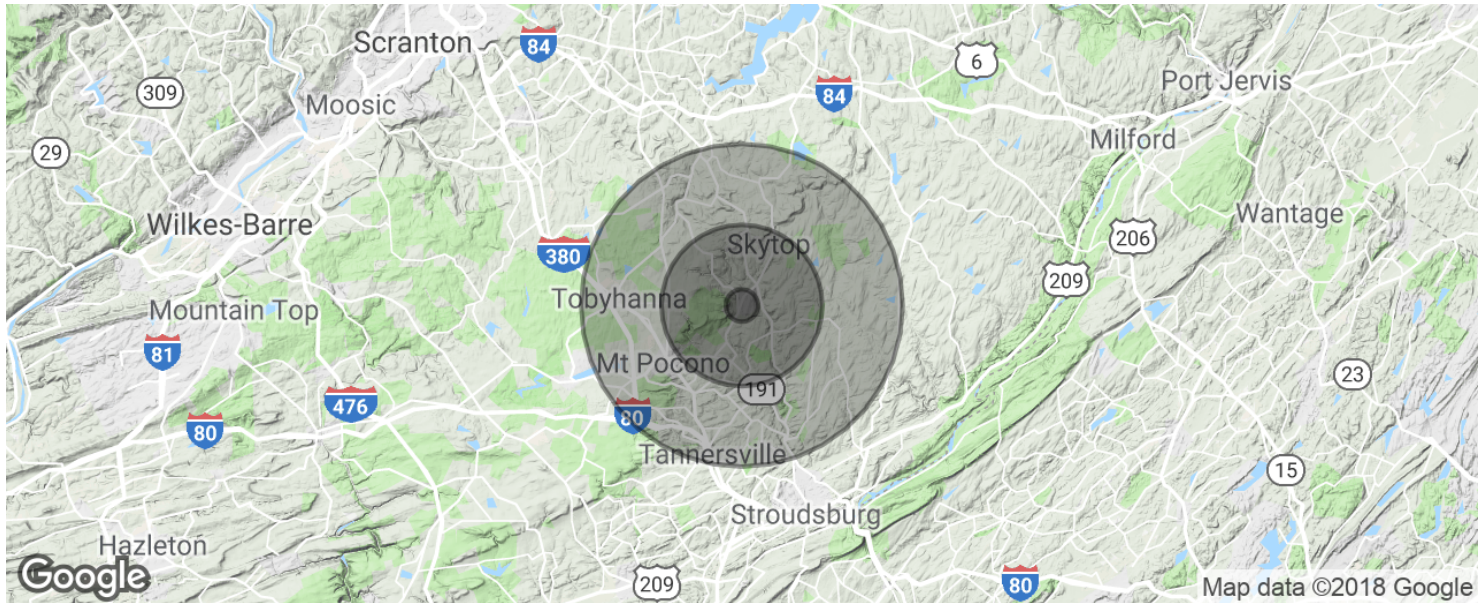 Scranton
84
6
309
84
Port Jervis
Moosic
Milford
29
Wilkes-Barre
Skytop
Wantage
206
380
209
Tobyhanna
Mountain Top
81
Mt Pocono
191
23
476
80
80
Tannersville
15
Stroudsburg
Hazleton
Google
209
80
Map data ©2018 Google